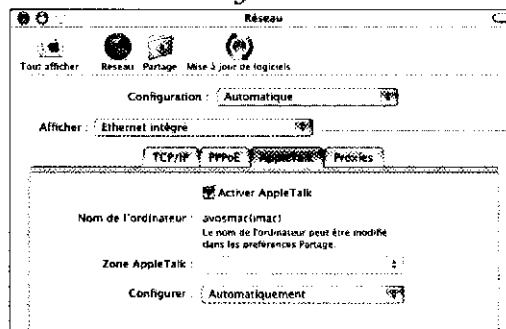 Réseau
Tout afficher Réseau Partage Mise à jour de logiciels
Configuration : Automatique
Afficher : Ethernet intégré
TCP/IP PPPoE AppleTalk Proxies
Activer AppleTalk
Nom de l'ordinateur : avosmac(imac)
Le nom de l'ordinateur peut être modifié
dans les préférences Partage.
Zone AppleTalk :
Configurer : Automatiquement